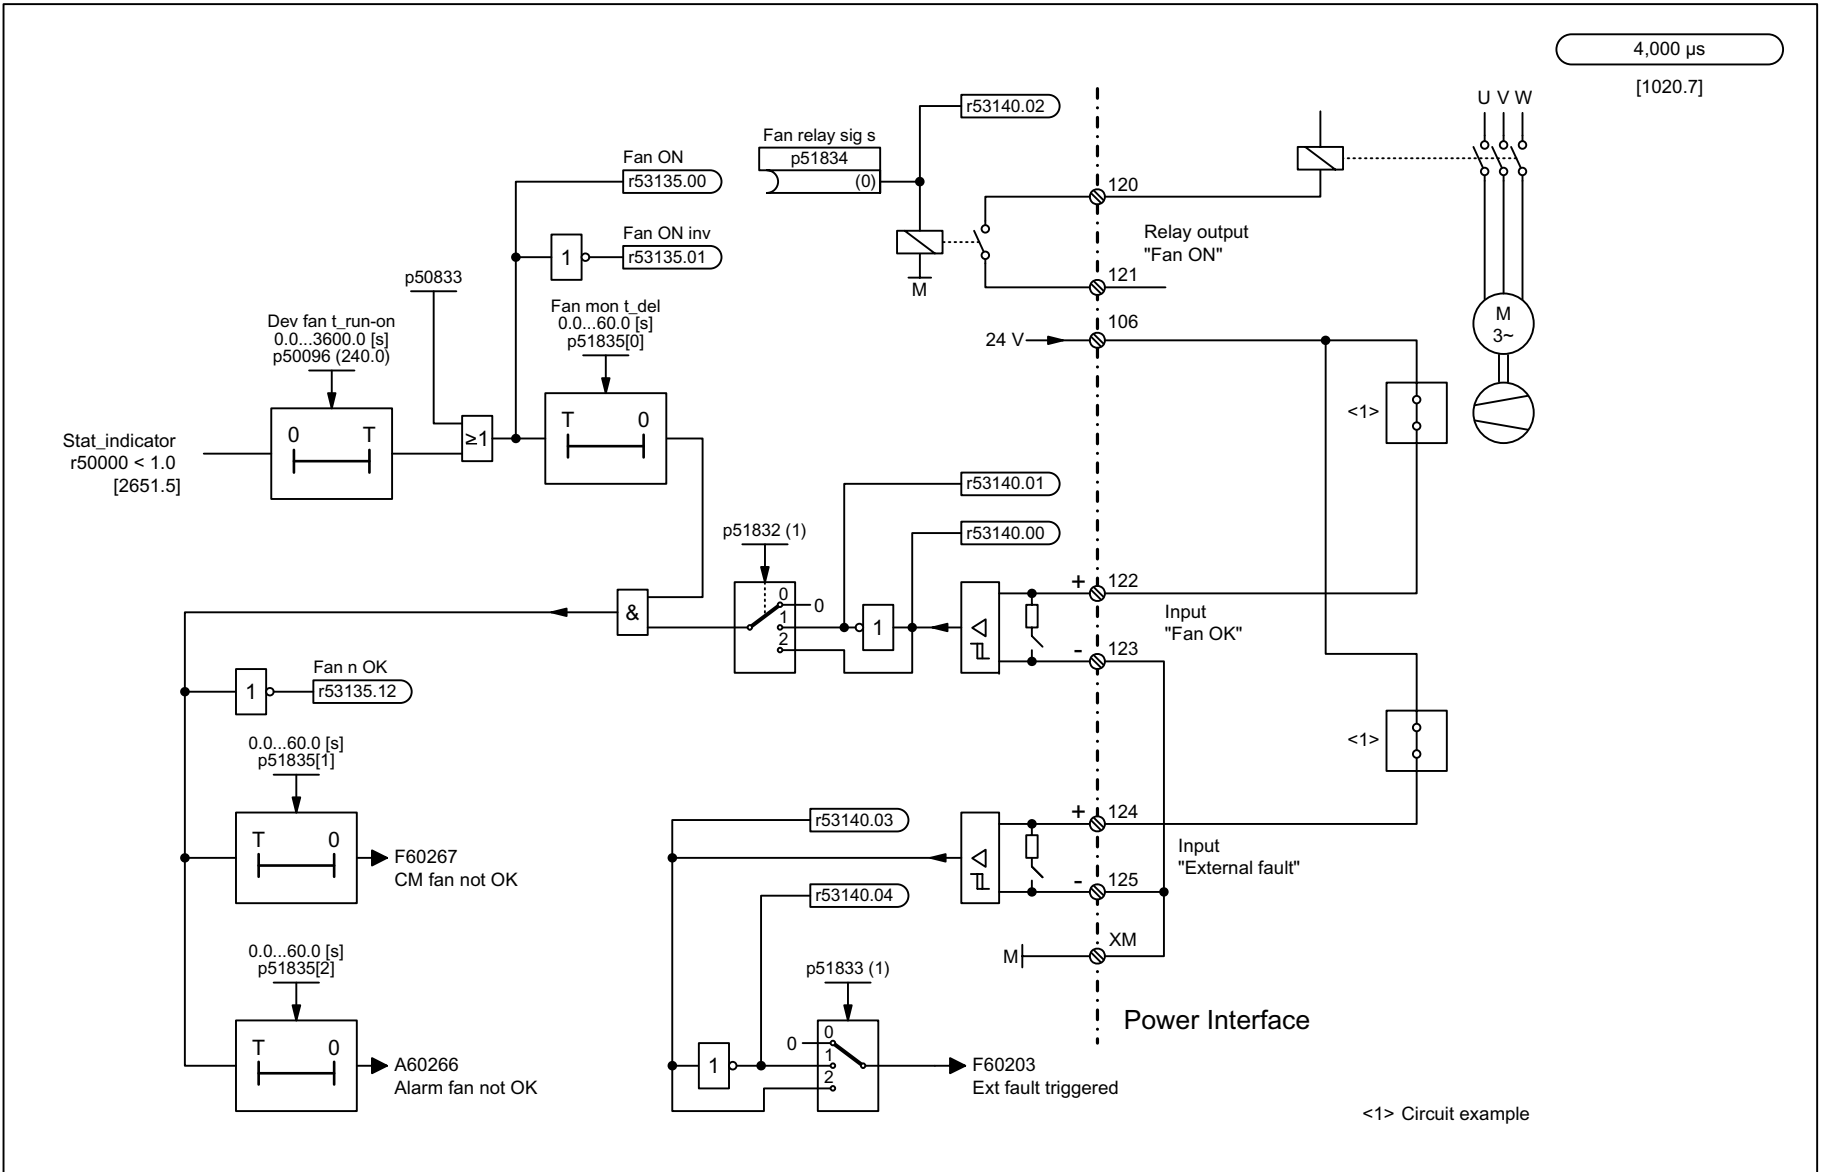 4,000 µs
[1020.7]
U V W
r53140.02
Fan relay sig s
p51834
(0)
Fan ON
r53135.00
Fan ON inv
1
r53135.01
p50833
120
Relay output
"Fan ON"
121
M
M
3~
Dev fan t_run-on
0.0...3600.0 [s]
p50096 (240.0)
Fan mon t_del
0.0...60.0 [s]
p51835[0]
106
24 V
<1>
Stat_indicator
r50000 < 1.0
[2651.5]
0 T
≥1
T 0
r53140.01
p51832 (1)
r53140.00
&
0
1
2
0
1
+
122
Input
"Fan OK"
-
123
Fan n OK
1
r53135.12
<1>
0.0...60.0 [s]
p51835[1]
T 0
F60267
CM fan not OK
r53140.03
+
124
Input
"External fault"
-
125
r53140.04
XM
M
0.0...60.0 [s]
p51835[2]
T 0
A60266
Alarm fan not OK
p51833 (1)
0
0
1
2
1
F60203
Ext fault triggered
Power Interface
<1> Circuit example